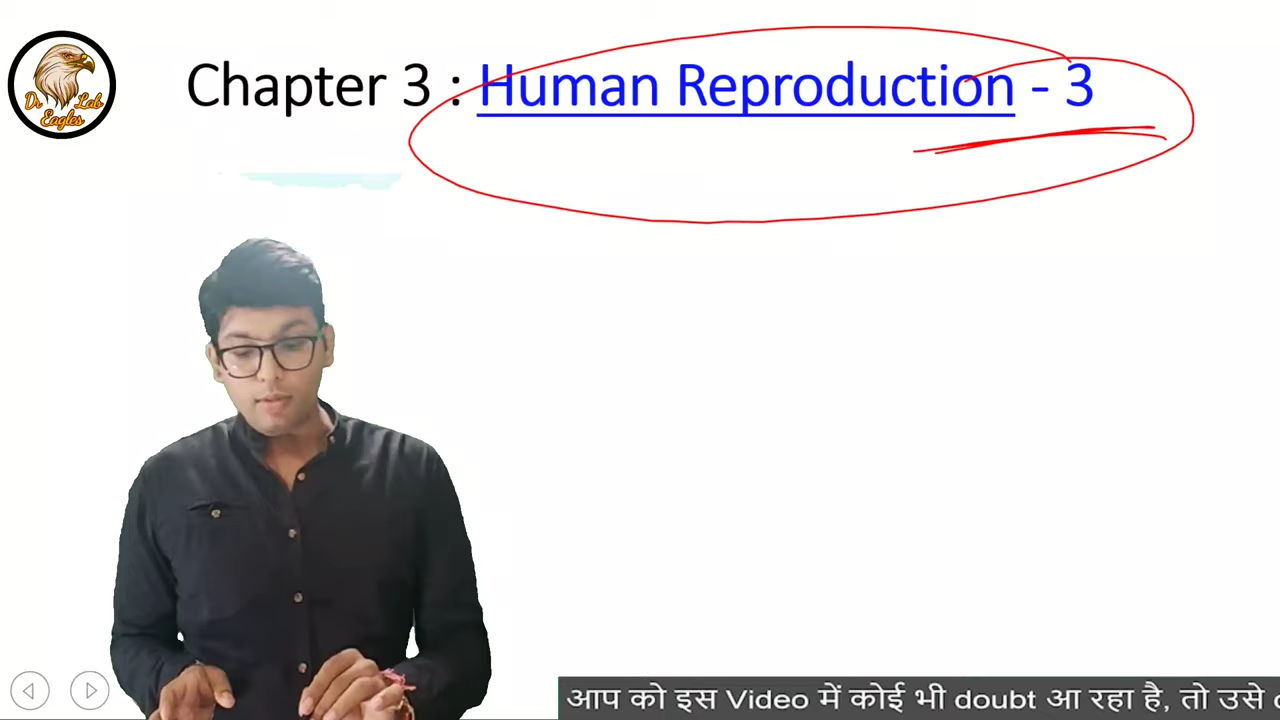 Dr Lab
Eagles
Chapter 3 : Human Reproduction - 3
आप को इस Video में कोई भी doubt आ रहा है, तो उसे